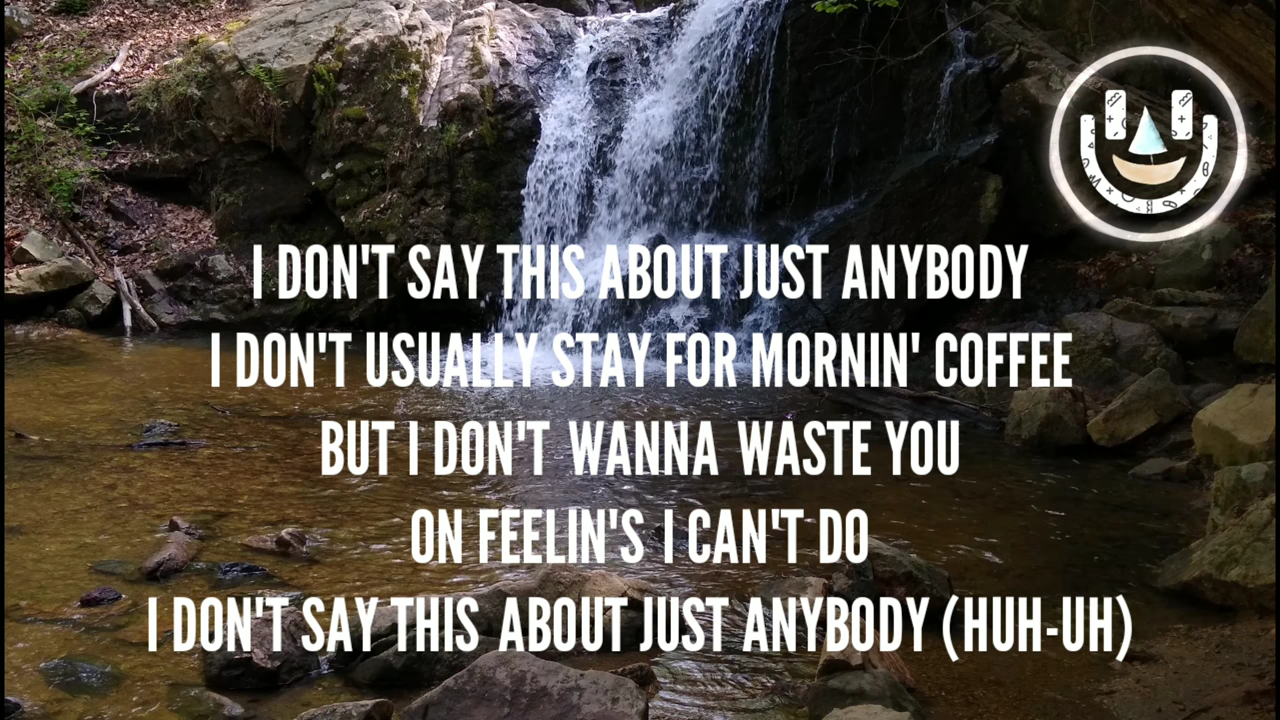 I DON'T SAY THIS ABOUT JUST ANYBODY
I DON'T USUALLY STAY FOR MORNIN' COFFEE
BUT I DON'T WANNA WASTE YOU
ON FEELIN'S I CAN'T DO
I DON'T SAY THIS ABOUT JUST ANYBODY (HUH-UH)